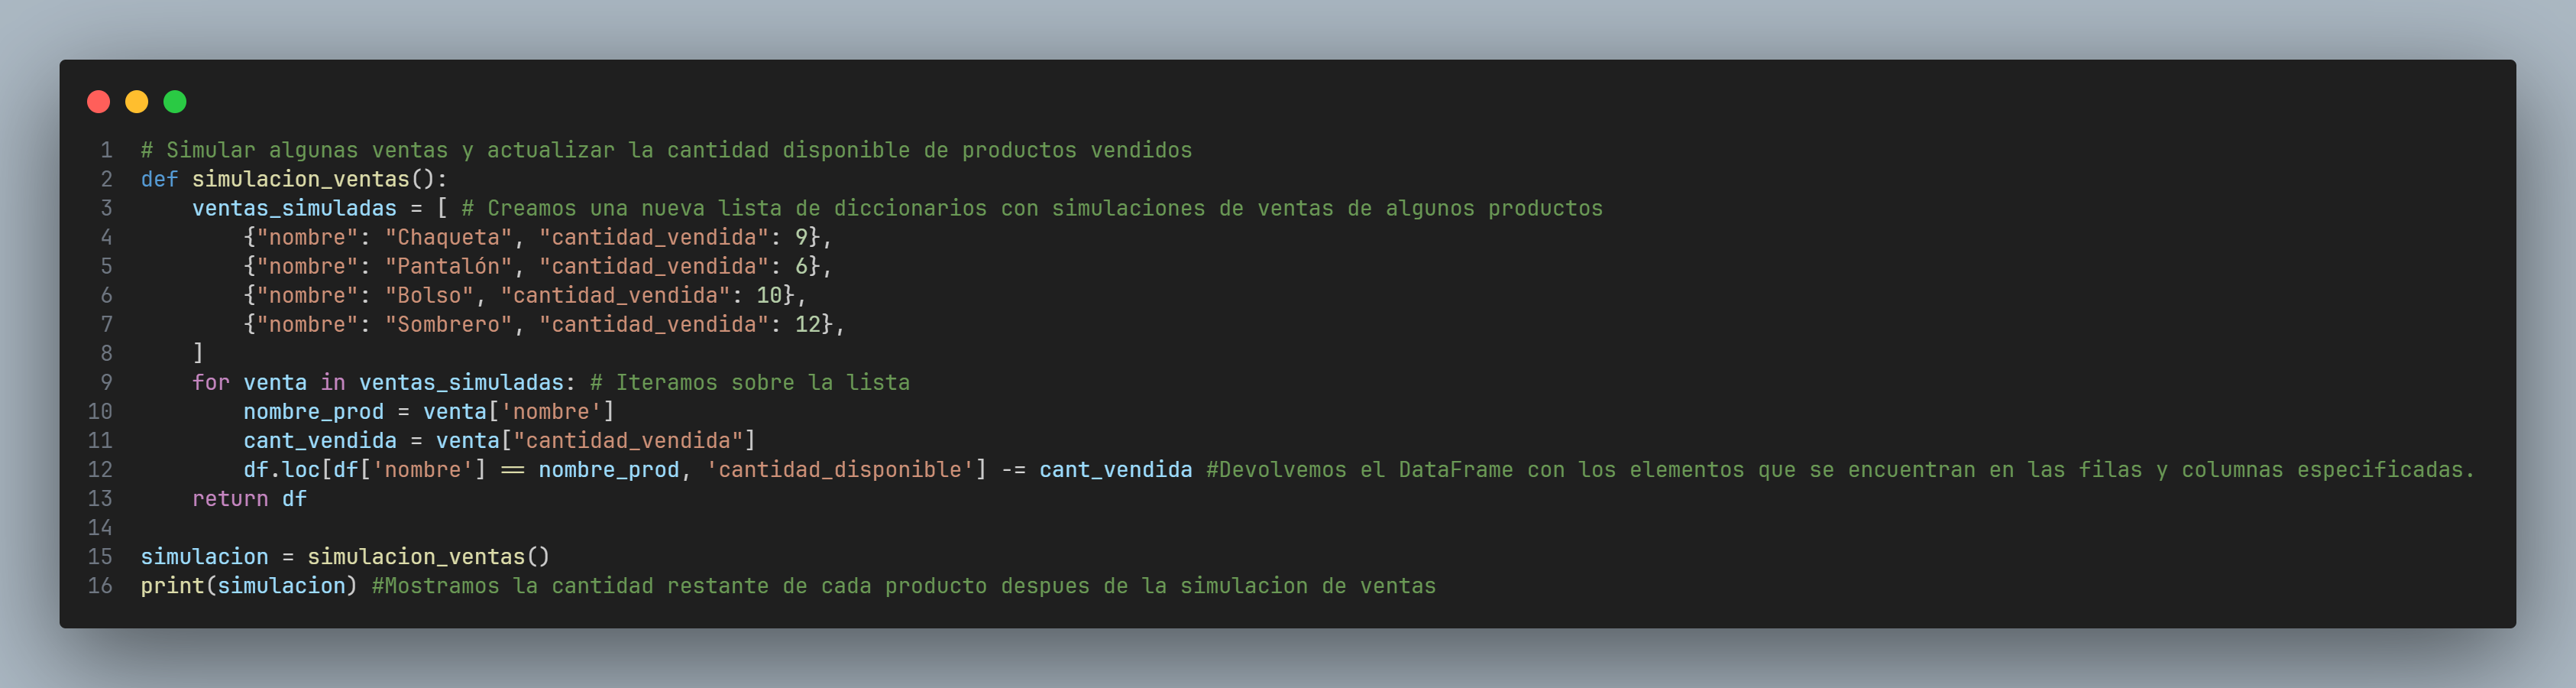 1 # Simular algunas ventas y actualizar la cantidad disponible de productos vendidos
2 def simulacion_ventas():
3     ventas_simuladas = [ # Creamos una nueva lista de diccionarios con simulaciones de ventas de algunos productos
4         {"nombre": "Chaqueta", "cantidad_vendida": 9},
5         {"nombre": "Pantalón", "cantidad_vendida": 6},
6         {"nombre": "Bolso", "cantidad_vendida": 10},
7         {"nombre": "Sombrero", "cantidad_vendida": 12},
8     ]
9     for venta in ventas_simuladas: # Iteramos sobre la lista
10         nombre_prod = venta['nombre']
11         cant_vendida = venta["cantidad_vendida"]
12         df.loc[df['nombre'] == nombre_prod, 'cantidad_disponible'] -= cant_vendida #Devolvemos el DataFrame con los elementos que se encuentran en las filas y columnas especificadas.
13     return df
14
15 simulacion = simulacion_ventas()
16 print(simulacion) #Mostramos la cantidad restante de cada producto despues de la simulacion de ventas